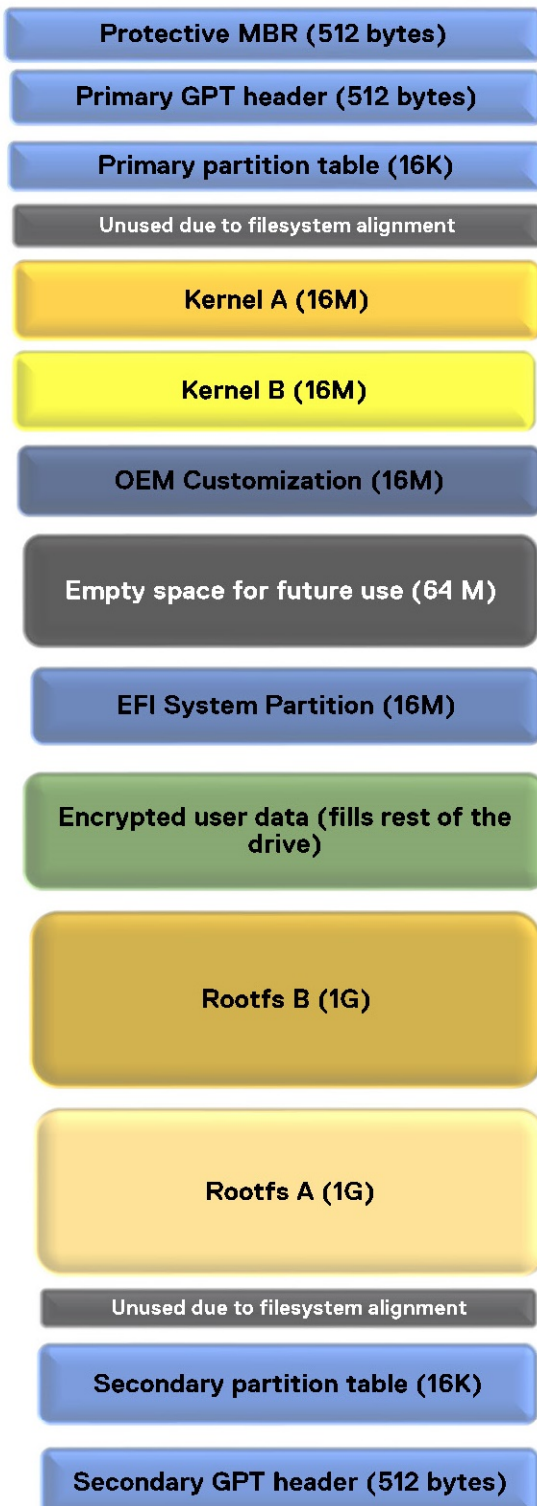 Protective MBR (512 bytes)
Primary GPT header (512 bytes)
Primary partition table (16K)
Unused due to filesystem alignment
Kernel A (16M)
Kernel B (16M)
OEM Customization (16M)
Empty space for future use (64 M)
EFI System Partition (16M)
Encrypted user data (fills rest of the
drive)
Rootfs B (1G)
Rootfs A (1G)
Unused due to filesystem alignment
Secondary partition table (16K)
Secondary GPT header (512 bytes)